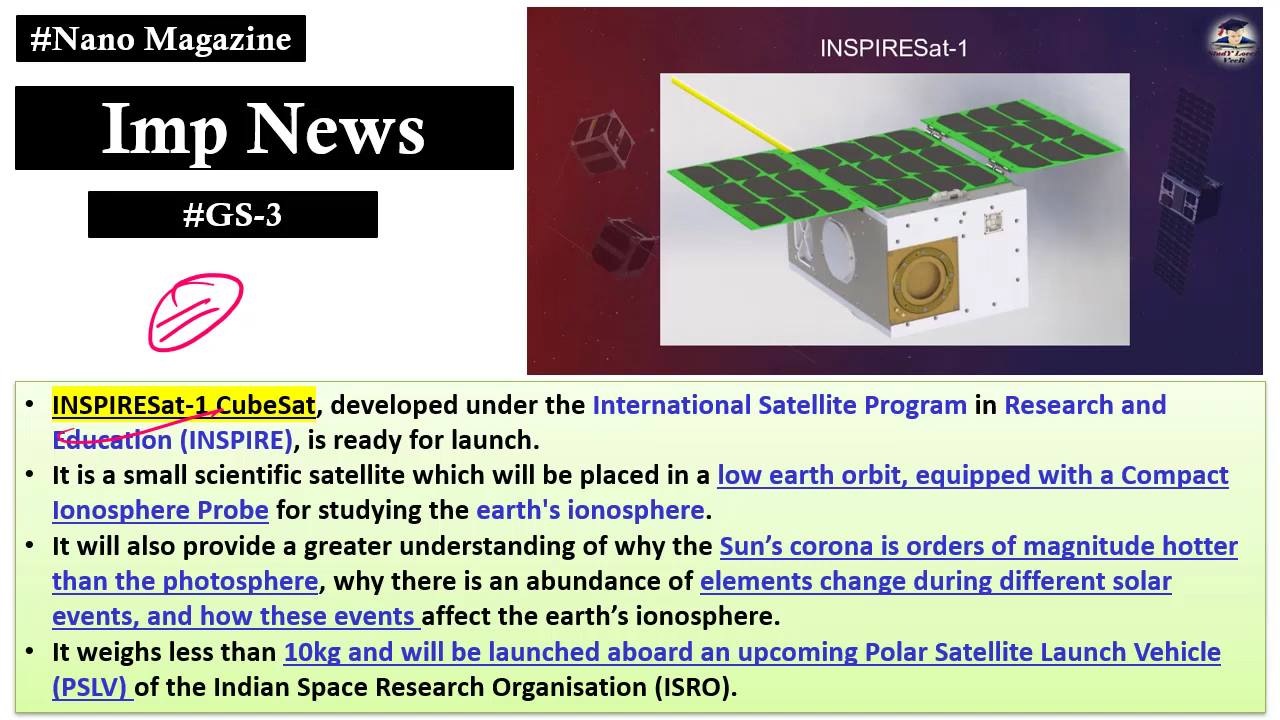 #Nano Magazine
Imp News
#GS-3
INSPIRESat-1
StudY Lover
VeeR
• INSPIRESat-1 CubeSat, developed under the International Satellite Program in Research and
Education (INSPIRE), is ready for launch.
• It is a small scientific satellite which will be placed in a low earth orbit, equipped with a Compact
Ionosphere Probe for studying the earth's ionosphere.
• It will also provide a greater understanding of why the Sun’s corona is orders of magnitude hotter
than the photosphere, why there is an abundance of elements change during different solar
events, and how these events affect the earth’s ionosphere.
• It weighs less than 10kg and will be launched aboard an upcoming Polar Satellite Launch Vehicle
(PSLV) of the Indian Space Research Organisation (ISRO).